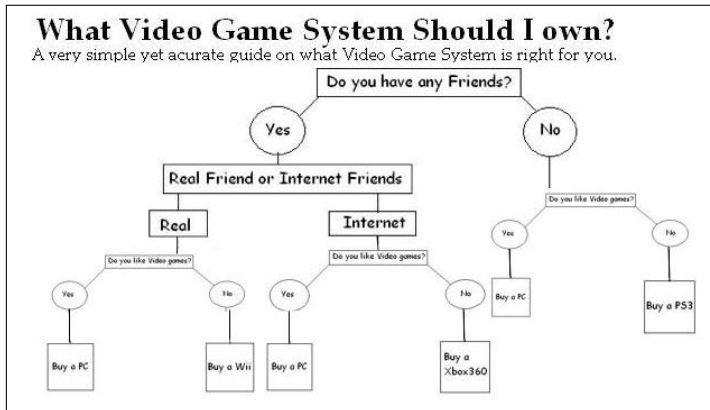 What Video Game System Should I own?
A very simple yet acurate guide on what Video Game System is right for you.
Do you have any Friends?
Yes
No
Real Friend or Internet Friends
Real
Internet
Do you like Video games?
Yes
No
Do you like Video games?
Do you like Video games?
Yes
No
Yes
No
Buy a PC
Buy a PS3
Buy a PC
Buy a Wii
Buy a PC
Buy a
Xbox360